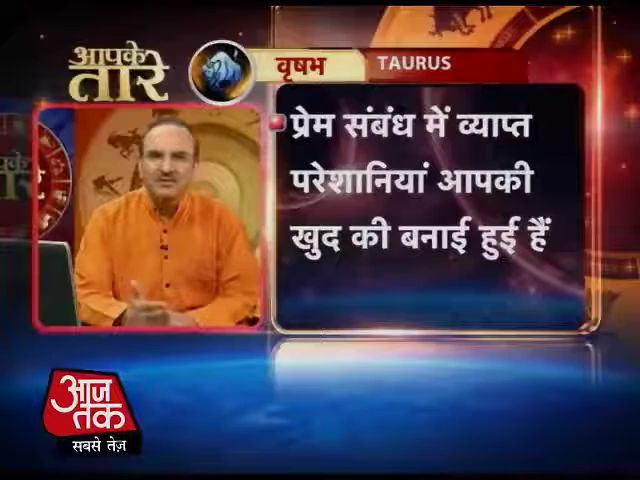 आपके
तारे
वृषभ
TAURUS
प्रेम संबंध में व्याप्त
परेशानियां आपकी
खुद की बनाई हुई हैं
आज
तक
सबसे तेज़